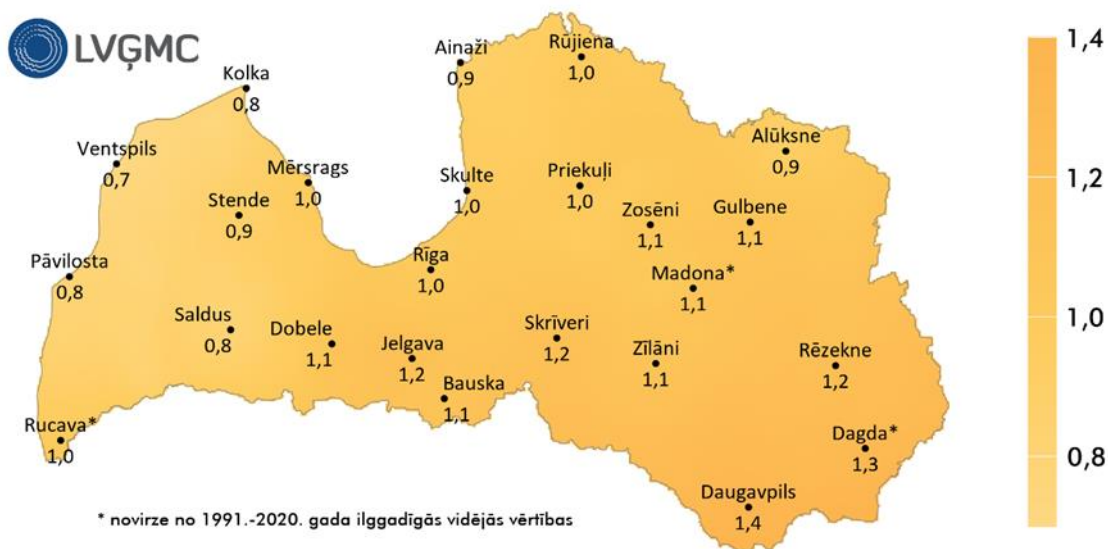 LVĢMC
Ainaži
0,9
Rūjiena
1,0
1,4
Kolka
0,8
Ventspils
0,7
Mērsrags
1,0
Stende
0,9
Skulte
1,0
Priekuļi
1,0
Alūksne
0,9
1,2
Zosēni
1,1
Gulbene
1,1
Pāvilosta
0,8
Rīga
1,0
Madona*
1,1
1,0
Saldus
0,8
Dobele
1,1
Jelgava
1,2
Skrīveri
1,2
Zīlāni
1,1
Rēzekne
1,2
Bauska
1,1
Rucava*
1,0
Dagda*
1,3
0,8
Daugavpils
1,4
* novirze no 1991.-2020. gada ilggadīgās vidējās vērtības